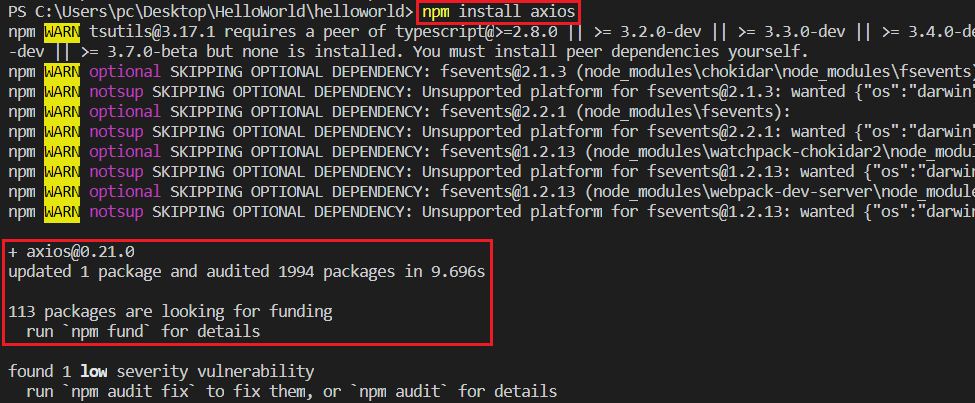 PS C:\Users\pc\Desktop\HelloWorld\helloworld> npm install axios
npm WARN tsutils@3.17.1 requires a peer of typescript@>=2.8.0 || >= 3.2.0-dev || >= 3.3.0-dev || >= 3.4.0-
-dev || >= 3.7.0-beta but none is installed. You must install peer dependencies yourself.
npm WARN optional SKIPPING OPTIONAL DEPENDENCY: fsevents@2.1.3 (node_modules\chokidar\node_modules\fsevents)
npm WARN notsup SKIPPING OPTIONAL DEPENDENCY: Unsupported platform for fsevents@2.1.3: wanted {"os":"darwin"
npm WARN optional SKIPPING OPTIONAL DEPENDENCY: fsevents@2.2.1 (node_modules\fsevents):
npm WARN notsup SKIPPING OPTIONAL DEPENDENCY: Unsupported platform for fsevents@2.2.1: wanted {"os":"darwin"
npm WARN optional SKIPPING OPTIONAL DEPENDENCY: fsevents@1.2.13 (node_modules\watchpack-chokidar2\node_modu
npm WARN notsup SKIPPING OPTIONAL DEPENDENCY: Unsupported platform for fsevents@1.2.13: wanted {"os":"darwin
npm WARN optional SKIPPING OPTIONAL DEPENDENCY: fsevents@1.2.13 (node_modules\webpack-dev-server\node_module
npm WARN notsup SKIPPING OPTIONAL DEPENDENCY: Unsupported platform for fsevents@1.2.13: wanted {"os":"darwin
+ axios@0.21.0
updated 1 package and audited 1994 packages in 9.696s
113 packages are looking for funding
run `npm fund` for details
found 1 low severity vulnerability
run `npm audit fix` to fix them, or `npm audit` for details